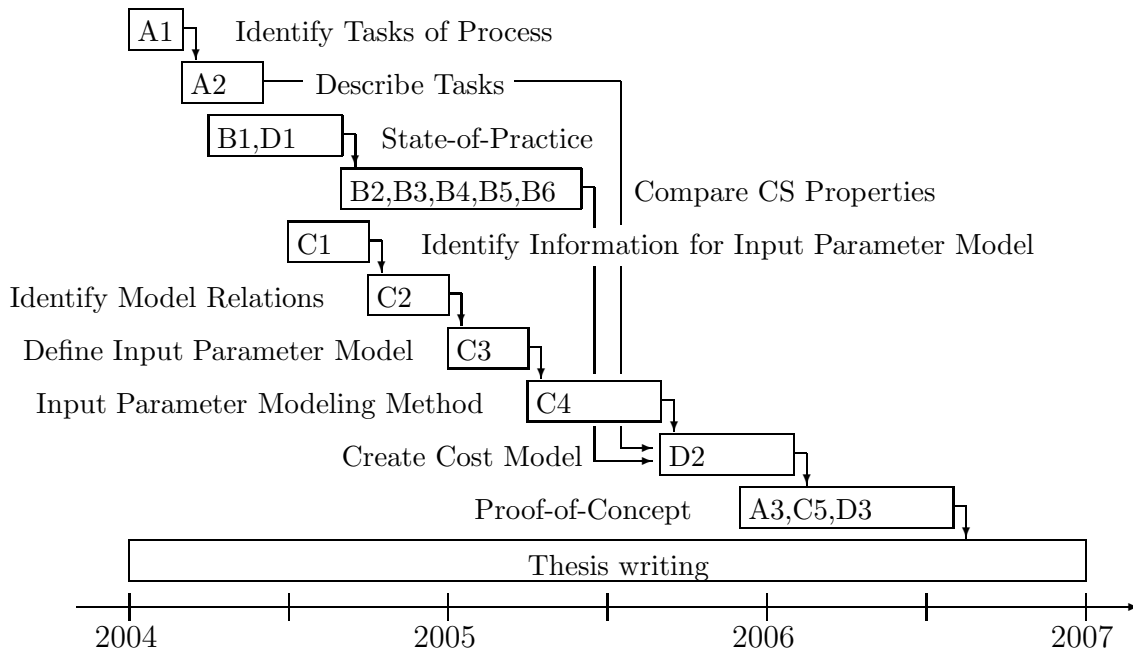 A1 Identify Tasks of Process
A2 Describe Tasks
B1,D1 State-of-Practice
B2,B3,B4,B5,B6 Compare CS Properties
C1 Identify Information for Input Parameter Model
Identify Model Relations C2
Define Input Parameter Model C3
Input Parameter Modeling Method C4
Create Cost Model D2
Proof-of-Concept A3,C5,D3
Thesis writing
2004 2005 2006 2007